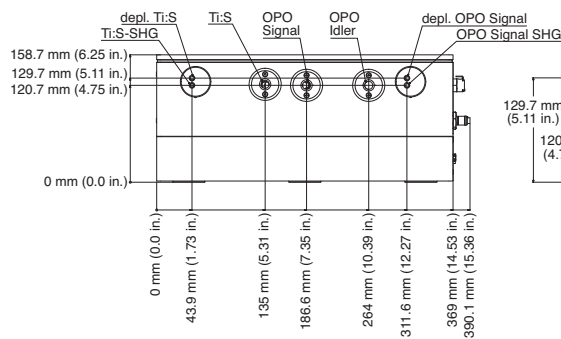 depl. Ti:S
Ti:S-SHG
Ti:S
OPO
Signal
OPO
Idler
depl. OPO Signal
OPO Signal SHG
158.7 mm (6.25 in.)
129.7 mm (5.11 in.)
120.7 mm (4.75 in.)
0 mm (0.0 in.)
129.7 mm
(5.11 in.)
120
(4.7
0 mm (0.0 in.)
43.9 mm (1.73 in.)
135 mm (5.31 in.)
186.6 mm (7.35 in.)
264 mm (10.39 in.)
311.6 mm (12.27 in.)
369 mm (14.53 in.)
390.1 mm (15.36 in.)